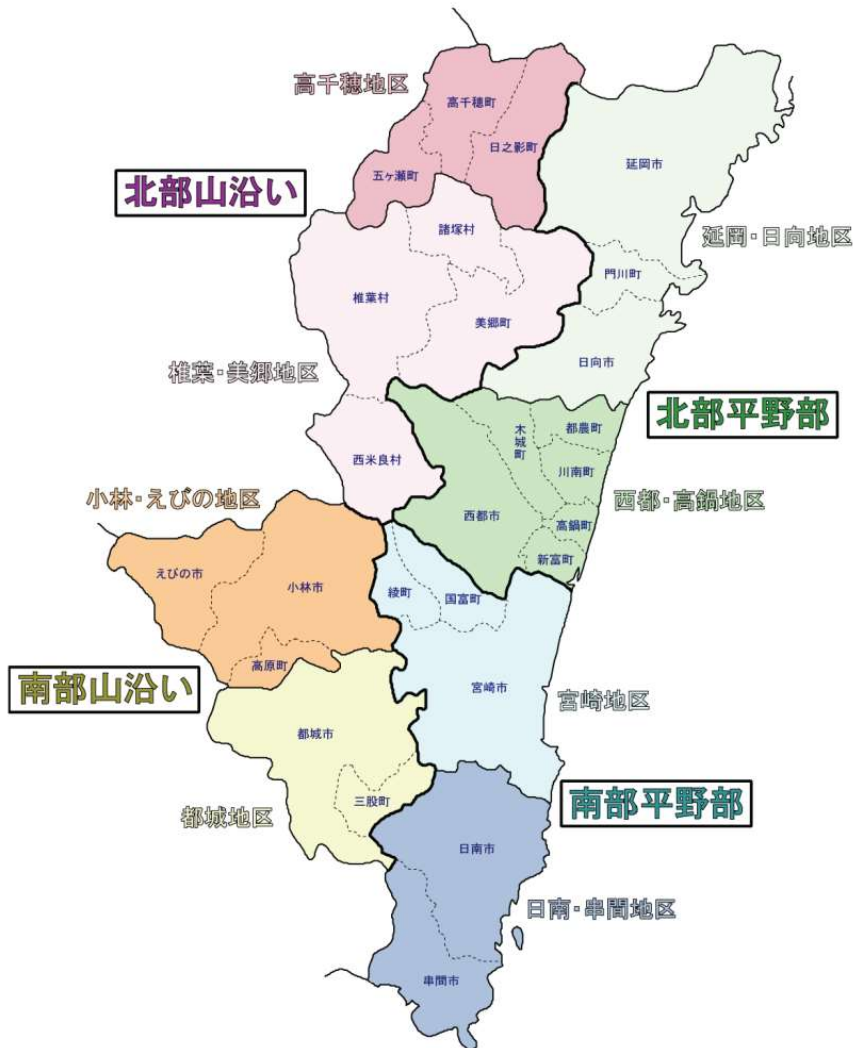 高千穂地区
高千穂町
日之影町
延岡市
五ヶ瀬町
北部山沿い
諸塚村
延岡・日向地区
門川町
椎葉村
美郷町
日向市
椎葉・美郷地区
北部平野部
木城町
都農町
西米良村
川南町
小林・えびの地区
西都・高鍋地区
西都市
高鍋町
新富町
えびの市
小林市
綾町
国富町
高原町
南部山沿い
宮崎市
宮崎地区
都城市
三股町
南部平野部
都城地区
日南市
日南・串間地区
串間市